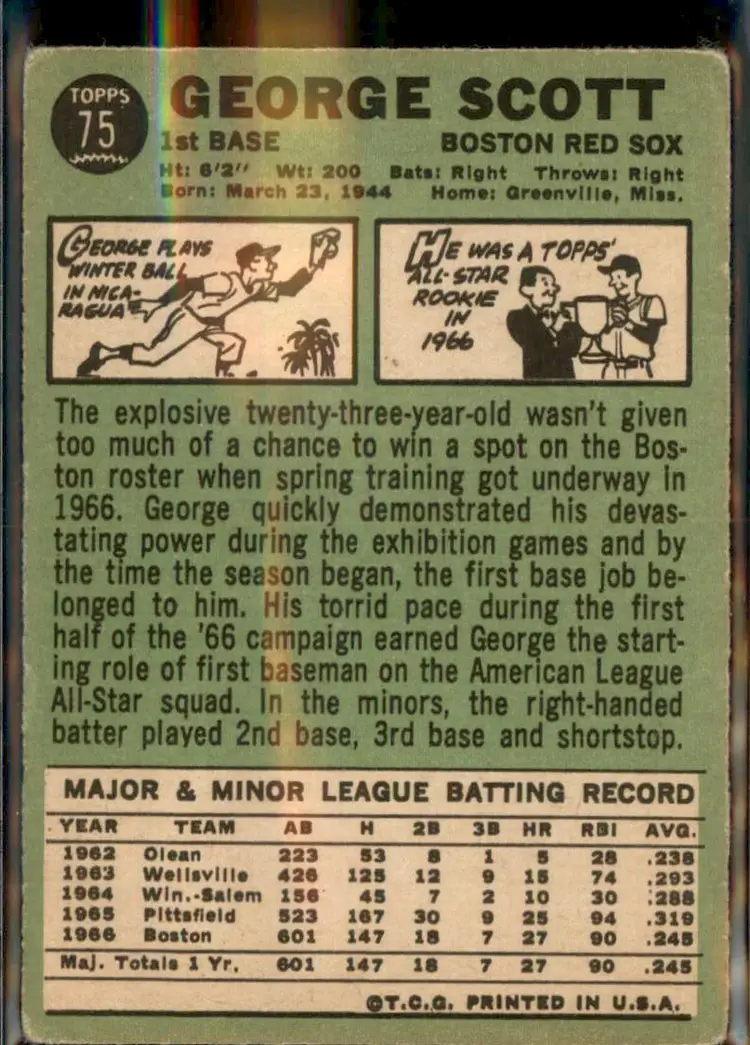 TOPPS
75
GEORGE SCOTT
1st BASE BOSTON RED SOX
Ht: 6'2" Wt: 200 Bats: Right Throws: Right
Born: March 23, 1944 Home: Greenville, Miss.
GEORGE PLAYS
WINTER BALL
IN NICA-
RAGUA
HE WAS A TOPPS'
ALL-STAR
ROOKIE
IN
1966
The explosive twenty-three-year-old wasn't given
too much of a chance to win a spot on the Bos-
ton roster when spring training got underway in
1966. George quickly demonstrated his devas-
tating power during the exhibition games and by
the time the season began, the first base job be-
longed to him. His torrid pace during the first
half of the '66 campaign earned George the start-
ing role of first baseman on the American League
All-Star squad. In the minors, the right-handed
batter played 2nd base, 3rd base and shortstop.
MAJOR & MINOR LEAGUE BATTING RECORD
YEAR TEAM AB H 2B 3B HR RBI AVG.
1962 Olean 223 53 8 1 5 28 .238
1963 Wellsville 426 125 12 9 15 74 .293
1964 Win.-Salem 156 45 7 2 10 30 .288
1965 Pittsfield 523 167 30 9 25 94 .319
1966 Boston 601 147 18 7 27 90 .245
Maj. Totals 1 Yr. 601 147 18 7 27 90 .245
©T.C.G. PRINTED IN U.S.A.